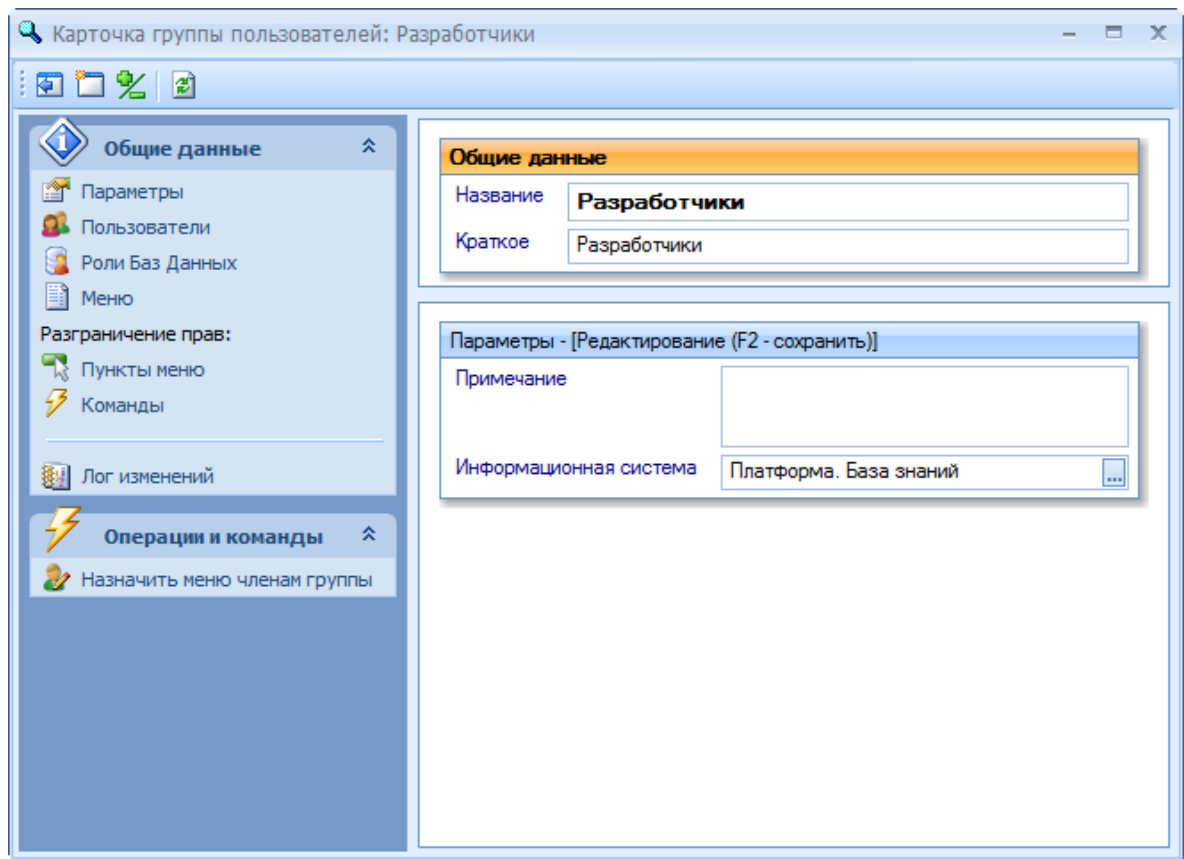 Карточка группы пользователей: Разработчики
Общие данные
Параметры
Пользователи
Роли Баз Данных
Меню
Разграничение прав:
Пункты меню
Команды
Лог изменений
Операции и команды
Назначить меню членам группы
Общие данные
Название Разработчики
Краткое Разработчики
Параметры - [Редактирование (F2 - сохранить)]
Примечание
Информационная система Платформа. База знаний ...